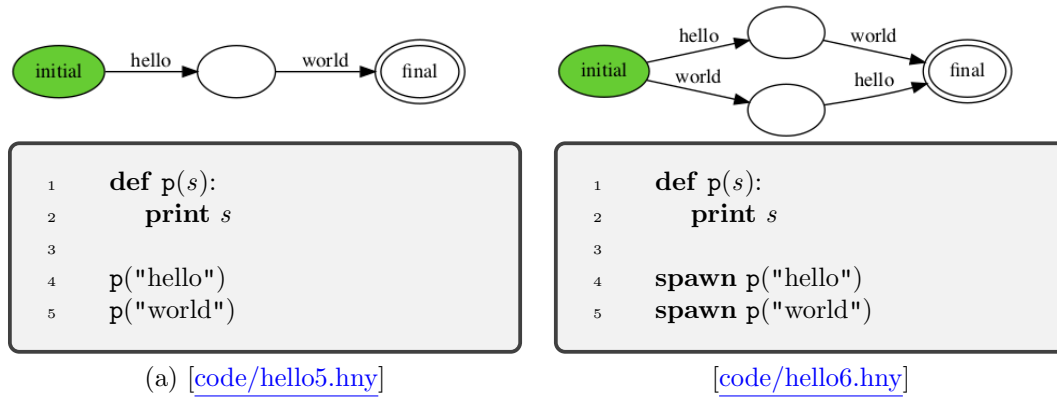 initial hello world final
initial hello world world hello final
1 def p(s):
2 print s
3
4 p("hello")
5 p("world")
(a) [code/hello5.hny]
1 def p(s):
2 print s
3
4 spawn p("hello")
5 spawn p("world")
[code/hello6.hny]